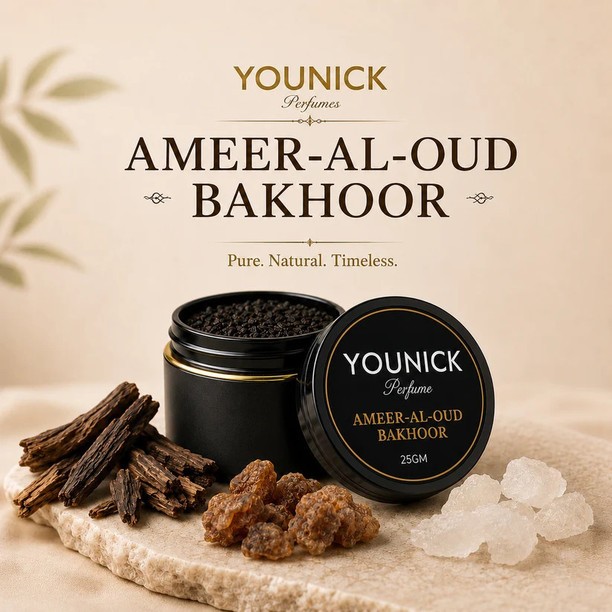 YOUNICK
Perfumes
AMEER-AL-OUD
BAKHOOR
Pure. Natural. Timeless.
YOUNICK
Perfume
AMEER-AL-OUD
BAKHOOR
25GM